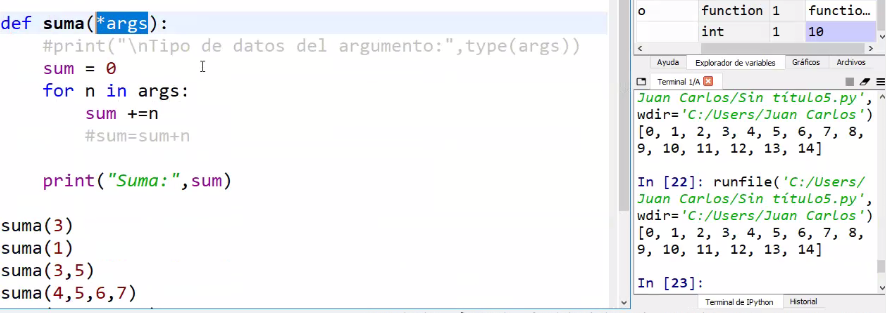 def suma(*args):
#print("\nTipo de datos del argumento:",type(args))
sum = 0
for n in args:
sum +=n
#sum=sum+n
print("Suma:",sum)
suma(3)
suma(1)
suma(3,5)
suma(4,5,6,7)
o function 1 functio...
int 1 10
Ayuda Explorador de variables Gráficos Archivos
Terminal 1/A
Juan Carlos/Sin título5.py',
wdir='C:/Users/Juan Carlos')
[0, 1, 2, 3, 4, 5, 6, 7, 8,
9, 10, 11, 12, 13, 14]
In [22]: runfile('C:/Users/
Juan Carlos/Sin título5.py',
wdir='C:/Users/Juan Carlos')
[0, 1, 2, 3, 4, 5, 6, 7, 8,
9, 10, 11, 12, 13, 14]
In [23]:
Terminal de IPython Historial